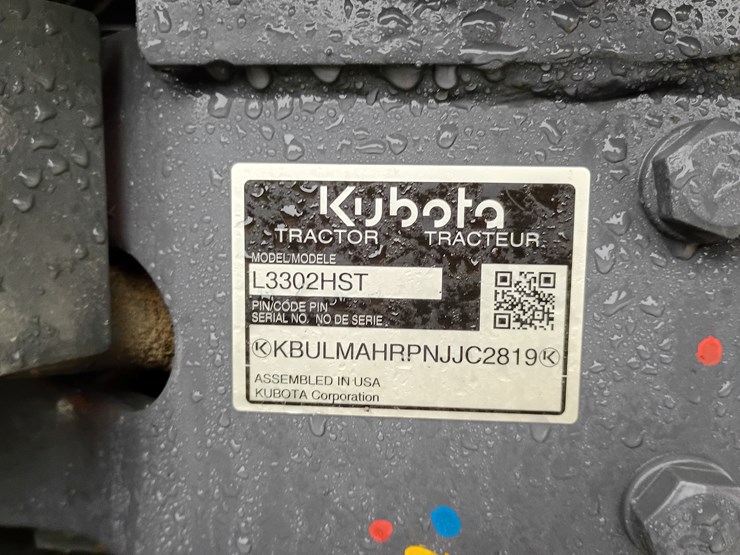 Kubota
TRACTOR TRACTEUR
MODEL/MODELE
L3302HST
PIN/CODE PIN
SERIAL NO. NO DE SERIE
KBULMAHRPNJJC2819
ASSEMBLED IN USA
KUBOTA Corporation